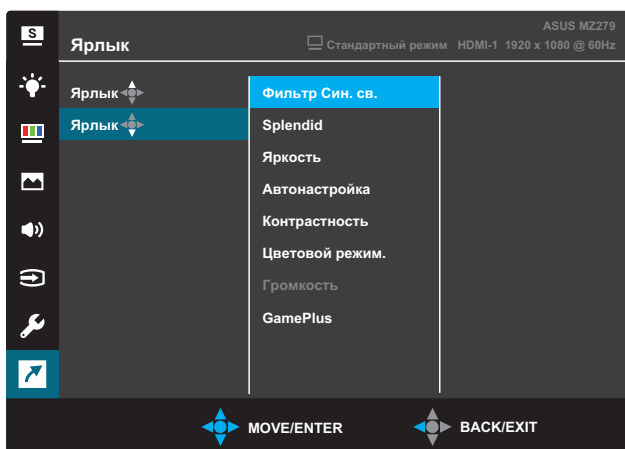 S
ASUS MZ279
Ярлык
Стандартный режим HDMI-1 1920 x 1080 @ 60Hz
Ярлык
Фильтр Син. св.
Ярлык
Splendid
Яркость
Автонастройка
Контрастность
Цветовой режим.
Громкость
GamePlus
MOVE/ENTER
BACK/EXIT